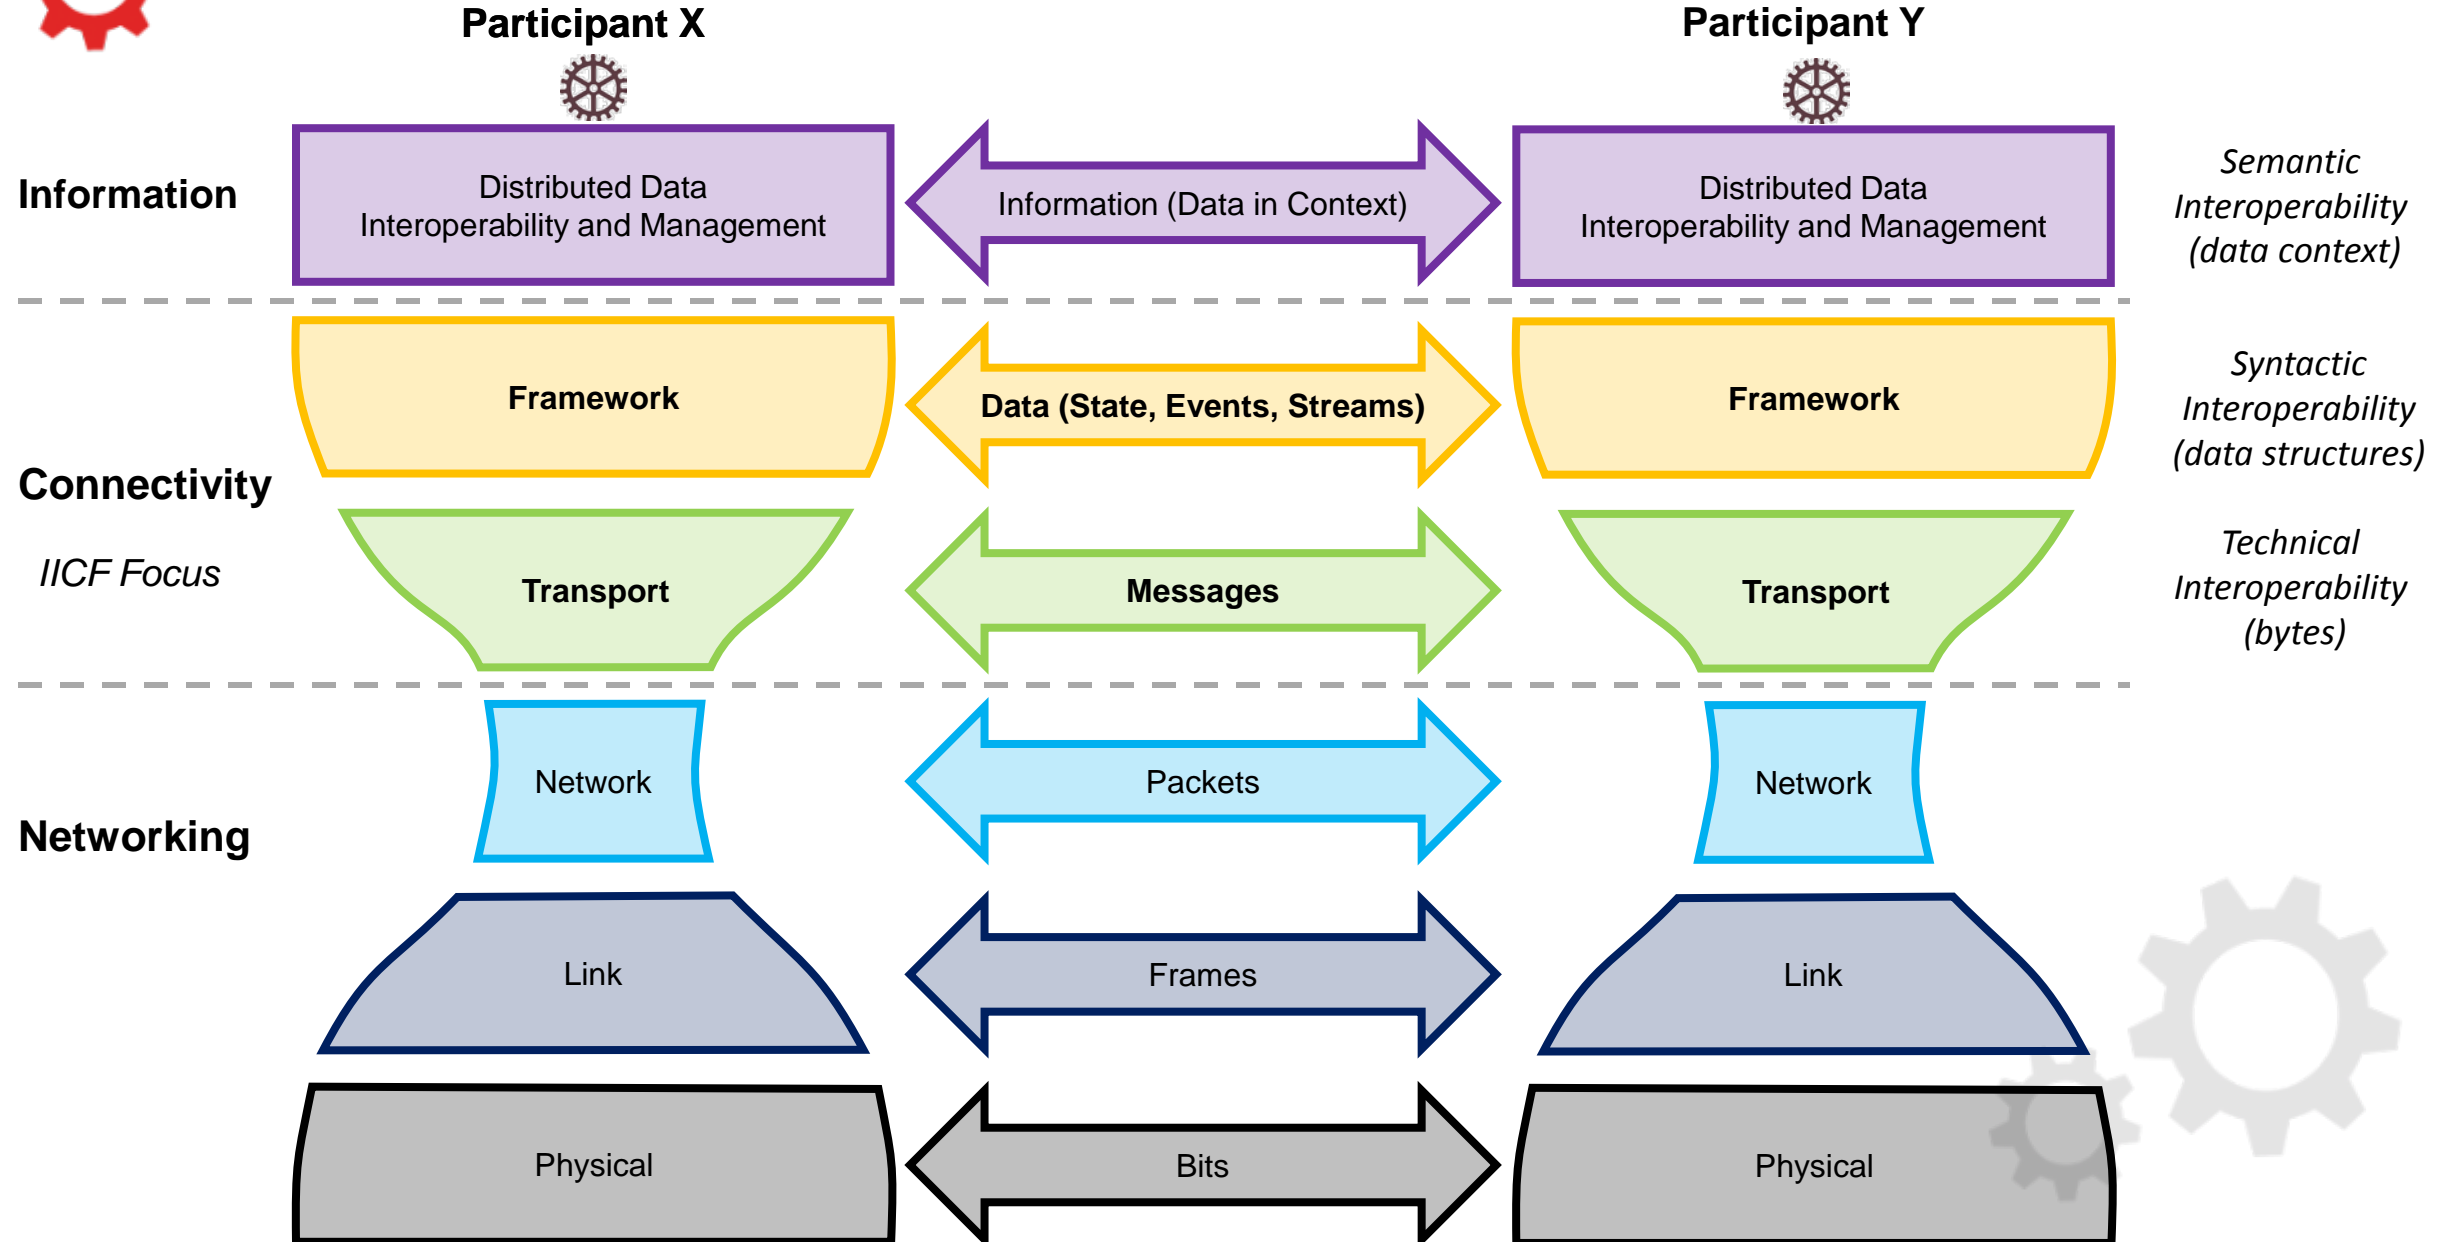 Participant X
Participant Y
Information
Distributed Data
Interoperability and Management
Information (Data in Context)
Distributed Data
Interoperability and Management
Semantic
Interoperability
(data context)
Connectivity
IICF Focus
Framework
Data (State, Events, Streams)
Framework
Syntactic
Interoperability
(data structures)
Transport
Messages
Transport
Technical
Interoperability
(bytes)
Networking
Network
Packets
Network
Link
Frames
Link
Physical
Bits
Physical